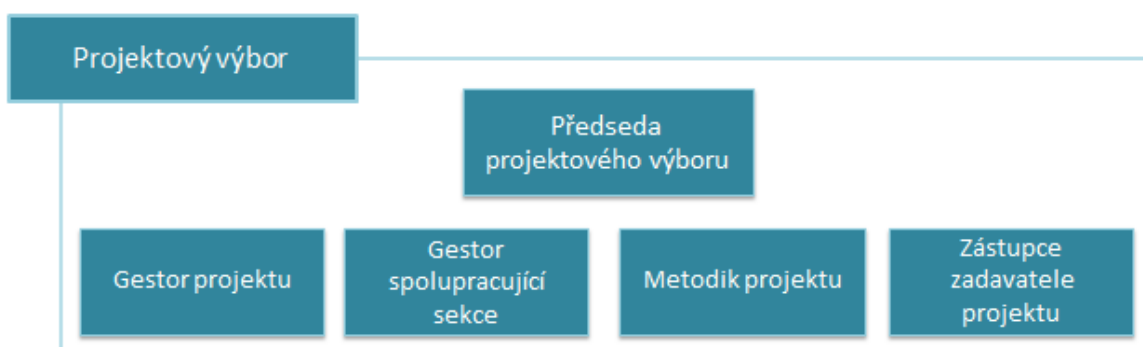 Projektový výbor
Předseda
projektového výboru
Gestor projektu
Gestor
spolupracující
sekce
Metodik projektu
Zástupce
zadavatele
projektu